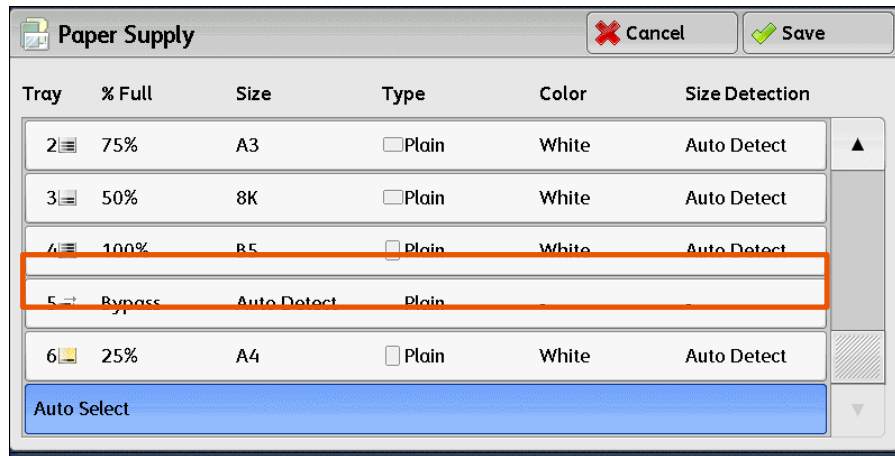 Paper Supply Cancel Save
Tray % Full Size Type Color Size Detection
2 75% A3 Plain White Auto Detect
3 50% 8K Plain White Auto Detect
4 100% B5 Plain White Auto Detect
5 Bypass Auto Detect Plain - -
6 25% A4 Plain White Auto Detect
Auto Select